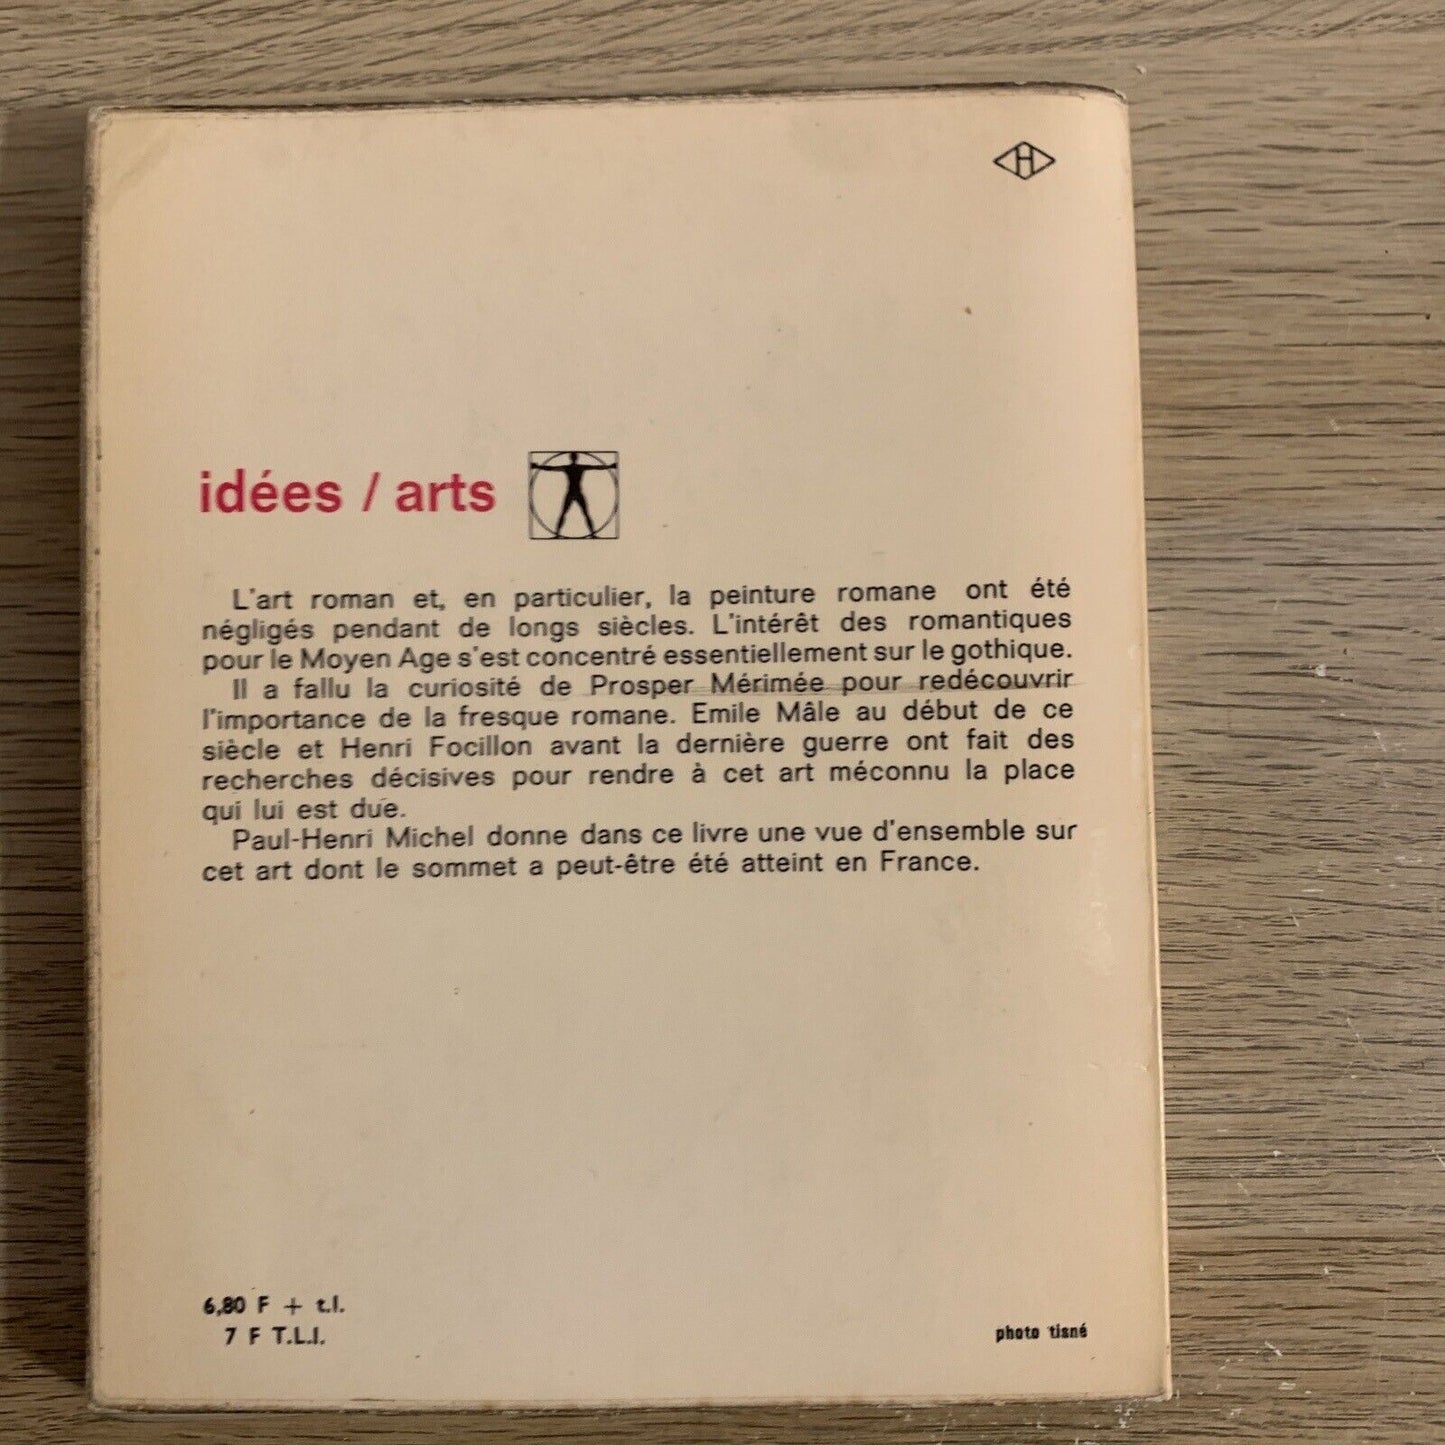 H
idées / arts
L'art roman et, en particulier, la peinture romane ont été
négligés pendant de longs siècles. L'intérêt des romantiques
pour le Moyen Age s'est concentré essentiellement sur le gothique.
Il a fallu la curiosité de Prosper Mérimée pour redécouvrir
l'importance de la fresque romane. Emile Mâle au début de ce
siècle et Henri Focillon avant la dernière guerre ont fait des
recherches décisives pour rendre à cet art méconnu la place
qui lui est due.
Paul-Henri Michel donne dans ce livre une vue d'ensemble sur
cet art dont le sommet a peut-être été atteint en France.
6,80 F + t.l.
7 F T.L.I.
photo tisné